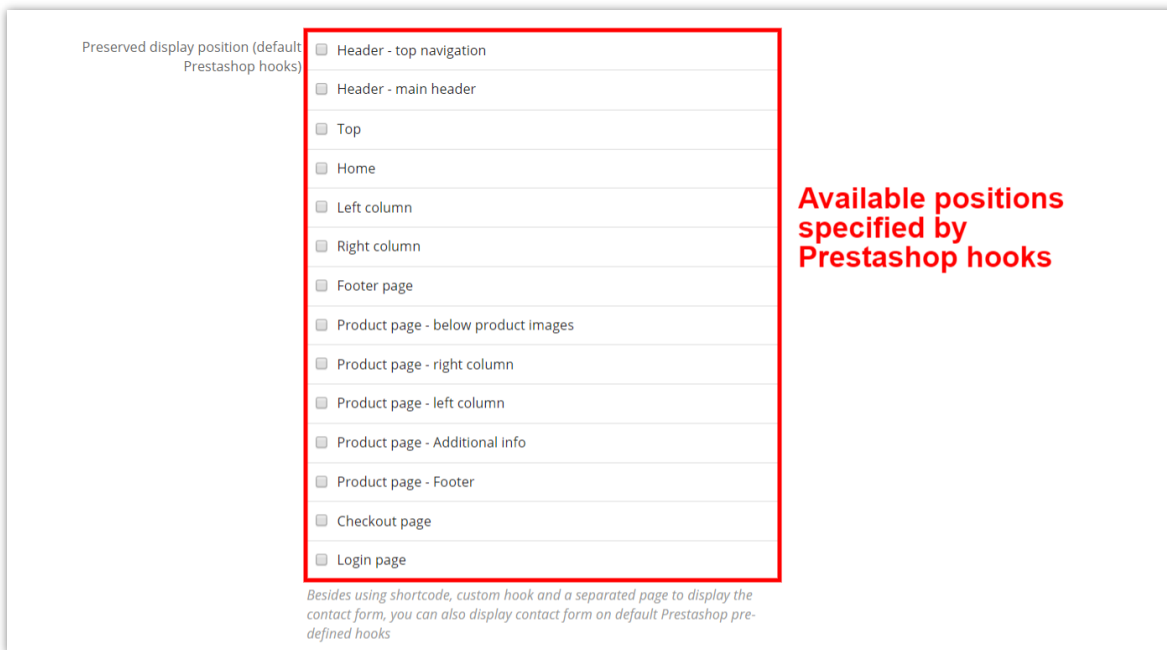 Preserved display position (default
Prestashop hooks)
Header - top navigation
Header - main header
Top
Home
Left column
Right column
Footer page
Product page - below product images
Product page - right column
Product page - left column
Product page - Additional info
Product page - Footer
Checkout page
Login page
Available positions
specified by
Prestashop hooks
Besides using shortcode, custom hook and a separated page to display the
contact form, you can also display contact form on default Prestashop pre-
defined hooks